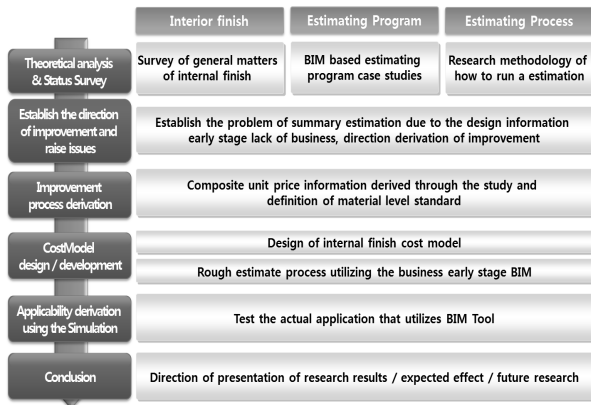 Interior finish
Estimating Program
Estimating Process
Theoretical analysis
& Status Survey
Survey of general matters
of internal finish
BIM based estimating
program case studies
Research methodology of
how to run a estimation
Establish the direction
of improvement and
raise issues
Establish the problem of summary estimation due to the design information
early stage lack of business, direction derivation of improvement
Improvement
process derivation
Composite unit price information derived through the study and
definition of material level standard
CostModel
design / development
Design of internal finish cost model
Rough estimate process utilizing the business early stage BIM
Applicability derivation
using the Simulation
Test the actual application that utilizes BIM Tool
Conclusion
Direction of presentation of research results / expected effect / future research